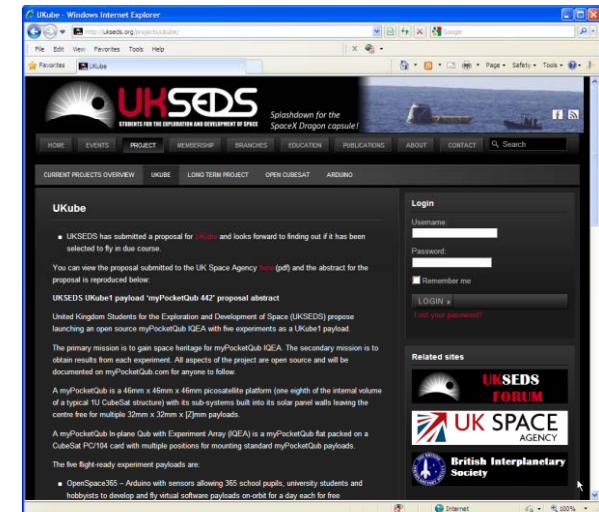 UKube - Windows Internet Explorer
http://ukseds.org/projects/ukube/
Google
File Edit View Favorites Tools Help
Favorites UKube
Page Safety Tools
UKSEDS
STUDENTS FOR THE EXPLORATION AND DEVELOPMENT OF SPACE
Splashdown for the
SpaceX Dragon capsule!
HOME EVENTS PROJECT MEMBERSHIP BRANCHES EDUCATION PUBLICATIONS ABOUT CONTACT Search
CURRENT PROJECTS OVERVIEW UKUBE LONG TERM PROJECT OPEN CUBESAT ARDUINO
UKube
UKSEDS has submitted a proposal for UKube and looks forward to finding out if it has been
selected to fly in due course.
You can view the proposal submitted to the UK Space Agency here (pdf) and the abstract for the
proposal is reproduced below:
UKSEDS UKube1 payload 'myPocketQub 442' proposal abstract
United Kingdom Students for the Exploration and Development of Space (UKSEDS) propose
launching an open source myPocketQub IQEA with five experiments as a UKube1 payload.
The primary mission is to gain space heritage for myPocketQub IQEA. The secondary mission is to
obtain results from each experiment. All aspects of the project are open source and will be
documented on myPocketQub.com for anyone to follow.
A myPocketQub is a 46mm x 46mm x 46mm picosatellite platform (one eighth of the internal volume
of a typical 1U CubeSat structure) with its sub-systems built into its solar panel walls leaving the
centre free for multiple 32mm x 32mm x [Z]mm payloads.
A myPocketQub In-plane Qub with Experiment Array (IQEA) is a myPocketQub flat packed on a
CubeSat PC/104 card with multiple positions for mounting standard myPocketQub payloads.
The five flight-ready experiment payloads are:
OpenSpace365 – Arduino with sensors allowing 365 school pupils, university students and
hobbyists to develop and fly virtual software payloads on-orbit for a day each for free
Login
Username:
Password:
Remember me
LOGIN »
Lost your password?
Related sites
UKSEDS
FORUM
UK SPACE
AGENCY
British Interplanetary
Society
Internet
100%